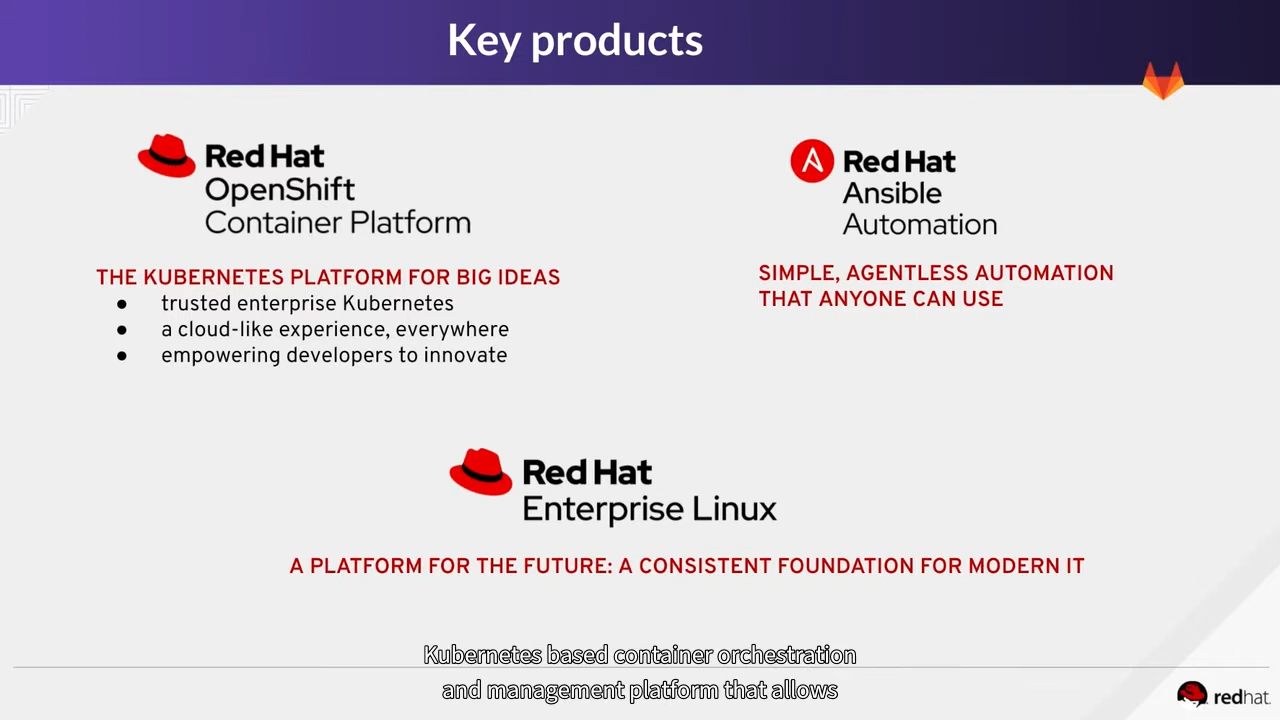 Key products
Red Hat
OpenShift
Container Platform
THE KUBERNETES PLATFORM FOR BIG IDEAS
● trusted enterprise Kubernetes
● a cloud-like experience, everywhere
● empowering developers to innovate
Red Hat
Ansible
Automation
SIMPLE, AGENTLESS AUTOMATION
THAT ANYONE CAN USE
Red Hat
Enterprise Linux
A PLATFORM FOR THE FUTURE: A CONSISTENT FOUNDATION FOR MODERN IT
Kubernetes based container orchestration
and management platform that allows
redhat.